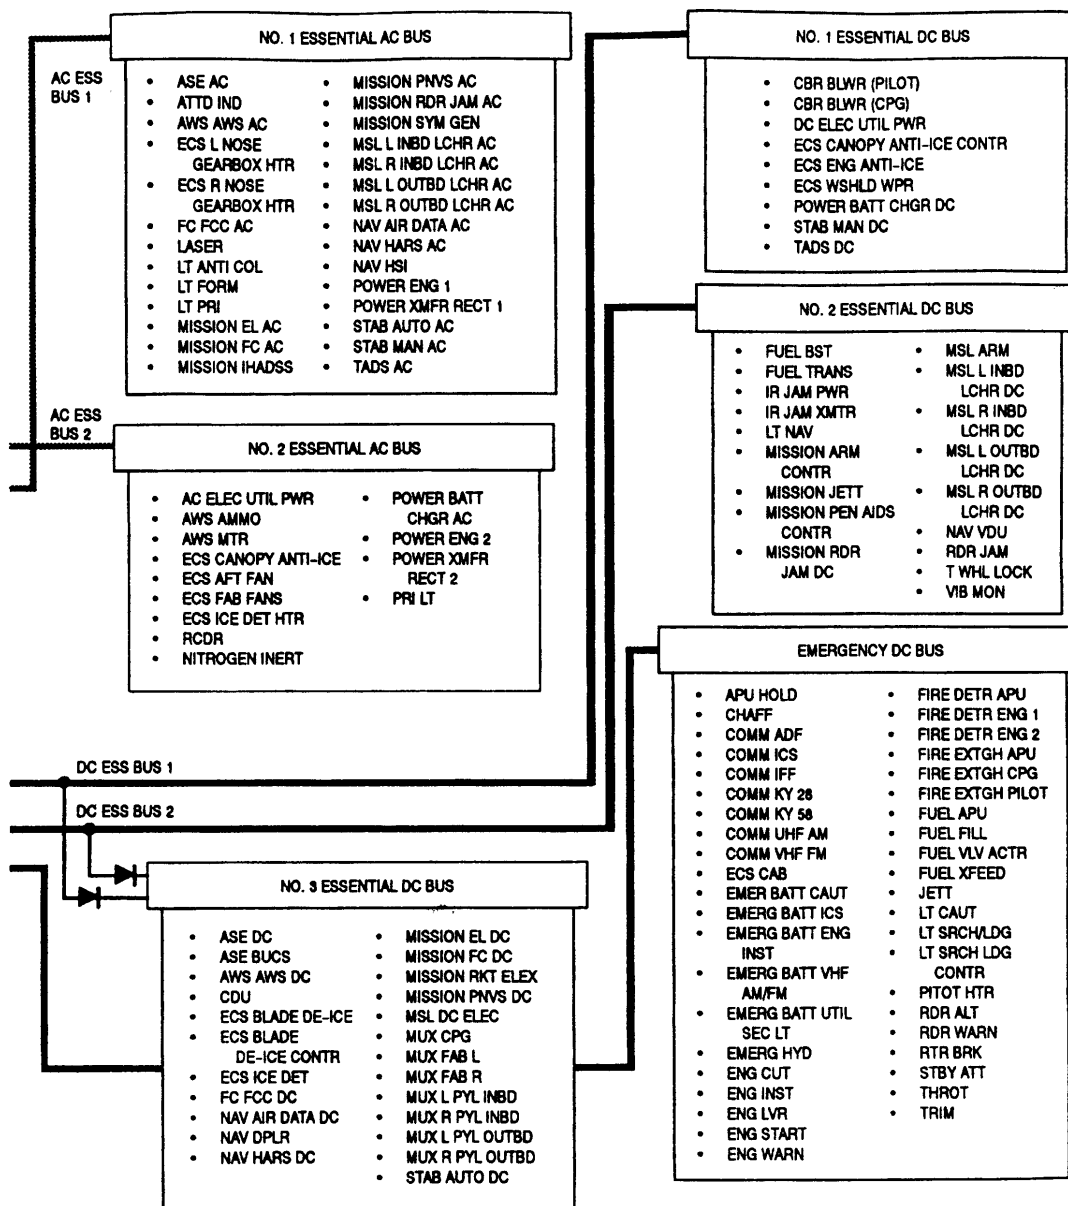 AC ESS
BUS 1
NO. 1 ESSENTIAL AC BUS
• ASE AC
• ATTD IND
• AWS AWS AC
• ECS L NOSE
GEARBOX HTR
• ECS R NOSE
GEARBOX HTR
• FC FCC AC
• LASER
• LT ANTI COL
• LT FORM
• LT PRI
• MISSION EL AC
• MISSION FC AC
• MISSION IHADSS
• MISSION PNVS AC
• MISSION RDR JAM AC
• MISSION SYM GEN
• MSL L INBD LCHR AC
• MSL R INBD LCHR AC
• MSL L OUTBD LCHR AC
• MSL R OUTBD LCHR AC
• NAV AIR DATA AC
• NAV HARS AC
• NAV HSI
• POWER ENG 1
• POWER XMFR RECT 1
• STAB AUTO AC
• STAB MAN AC
• TADS AC
AC ESS
BUS 2
NO. 2 ESSENTIAL AC BUS
• AC ELEC UTIL PWR
• AWS AMMO
• AWS MTR
• ECS CANOPY ANTI-ICE
• ECS AFT FAN
• ECS FAB FANS
• ECS ICE DET HTR
• RCDR
• NITROGEN INERT
• POWER BATT
CHGR AC
• POWER ENG 2
• POWER XMFR
RECT 2
• PRI LT
DC ESS BUS 1
DC ESS BUS 2
NO. 3 ESSENTIAL DC BUS
• ASE DC
• ASE BUCS
• AWS AWS DC
• CDU
• ECS BLADE DE-ICE
• ECS BLADE
DE-ICE CONTR
• ECS ICE DET
• FC FCC DC
• NAV AIR DATA DC
• NAV DPLR
• NAV HARS DC
• MISSION EL DC
• MISSION FC DC
• MISSION RKT ELEX
• MISSION PNVS DC
• MSL DC ELEC
• MUX CPG
• MUX FAB L
• MUX FAB R
• MUX L PYL INBD
• MUX R PYL INBD
• MUX L PYL OUTBD
• MUX R PYL OUTBD
• STAB AUTO DC
NO. 1 ESSENTIAL DC BUS
• CBR BLWR (PILOT)
• CBR BLWR (CPG)
• DC ELEC UTIL PWR
• ECS CANOPY ANTI-ICE CONTR
• ECS ENG ANTI-ICE
• ECS WSHLD WPR
• POWER BATT CHGR DC
• STAB MAN DC
• TADS DC
NO. 2 ESSENTIAL DC BUS
• FUEL BST
• FUEL TRANS
• IR JAM PWR
• IR JAM XMTR
• LT NAV
• MISSION ARM
CONTR
• MISSION JETT
• MISSION PEN AIDS
CONTR
• MISSION RDR
JAM DC
• MSL ARM
• MSL L INBD
LCHR DC
• MSL R INBD
LCHR DC
• MSL L OUTBD
LCHR DC
• MSL R OUTBD
LCHR DC
• NAV VDU
• RDR JAM
• T WHL LOCK
• VIB MON
EMERGENCY DC BUS
• APU HOLD
• CHAFF
• COMM ADF
• COMM ICS
• COMM IFF
• COMM KY 28
• COMM KY 58
• COMM UHF AM
• COMM VHF FM
• ECS CAB
• EMER BATT CAUT
• EMERG BATT ICS
• EMERG BATT ENG
INST
• EMERG BATT VHF
AM/FM
• EMERG BATT UTIL
SEC LT
• EMERG HYD
• ENG CUT
• ENG INST
• ENG LVR
• ENG START
• ENG WARN
• FIRE DETR APU
• FIRE DETR ENG 1
• FIRE DETR ENG 2
• FIRE EXTGH APU
• FIRE EXTGH CPG
• FIRE EXTGH PILOT
• FUEL APU
• FUEL FILL
• FUEL VLV ACTR
• FUEL XFEED
• JETT
• LT CAUT
• LT SRCH/LDG
• LT SRCH LDG
CONTR
• PITOT HTR
• RDR ALT
• RDR WARN
• RTR BRK
• STBY ATT
• THROT
• TRIM